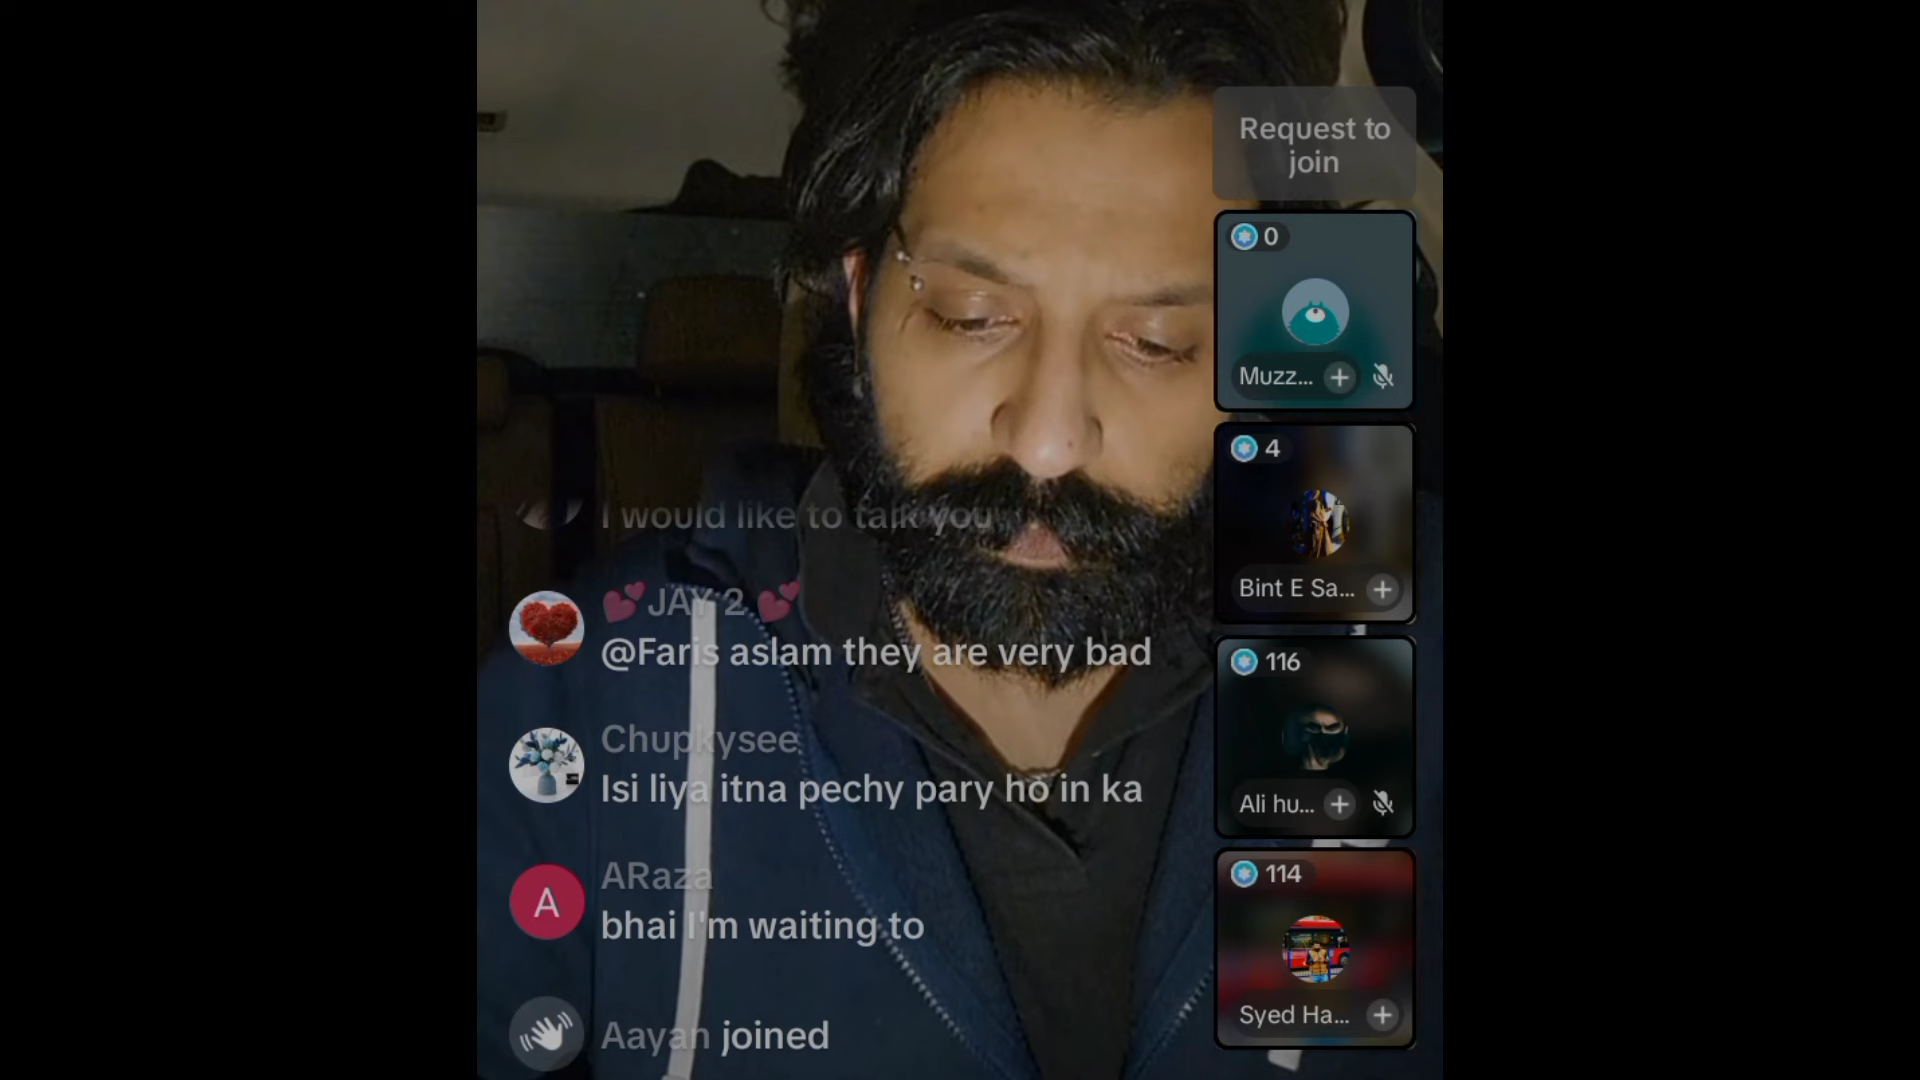 Request to
join
0
Muzz...
4
Bint E Sa...
116
Ali hu...
114
Syed Ha...
I would like to talk you
💕JAY 2 💕
@Faris aslam they are very bad
Chupkysee
Isi liya itna pechy pary ho in ka
ARaza
A
bhai I'm waiting to
Aayan joined